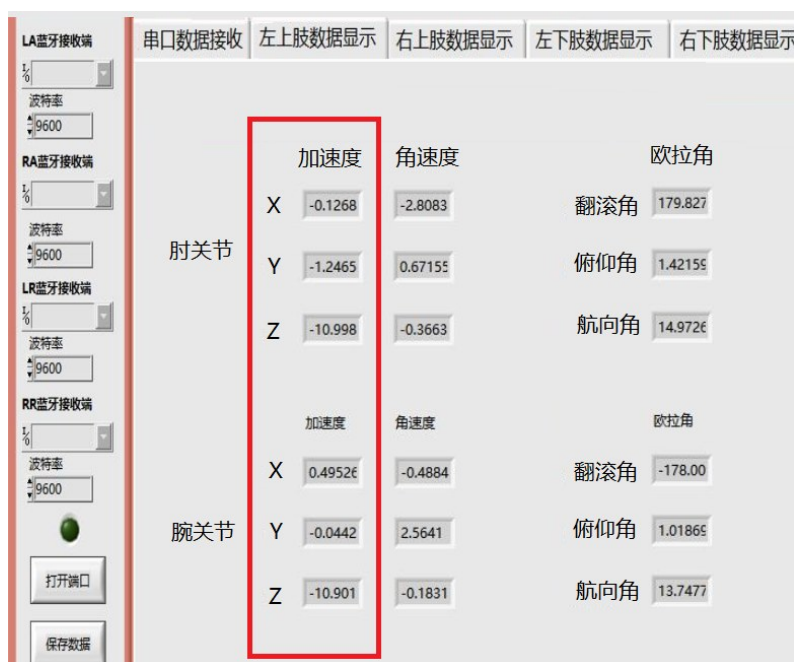 LA蓝牙接收端
波特率
9600
RA蓝牙接收端
波特率
9600
LR蓝牙接收端
波特率
9600
RR蓝牙接收端
波特率
9600
打开端口
保存数据
串口数据接收 左上肢数据显示 右上肢数据显示 左下肢数据显示 右下肢数据显示
加速度 角速度 欧拉角
X -0.1268 -2.8083 翻滚角 179.827
肘关节 Y -1.2465 0.67155 俯仰角 1.42159
Z -10.998 -0.3663 航向角 14.9726
加速度 角速度 欧拉角
X 0.49526 -0.4884 翻滚角 -178.00
腕关节 Y -0.0442 2.5641 俯仰角 1.01869
Z -10.901 -0.1831 航向角 13.7477